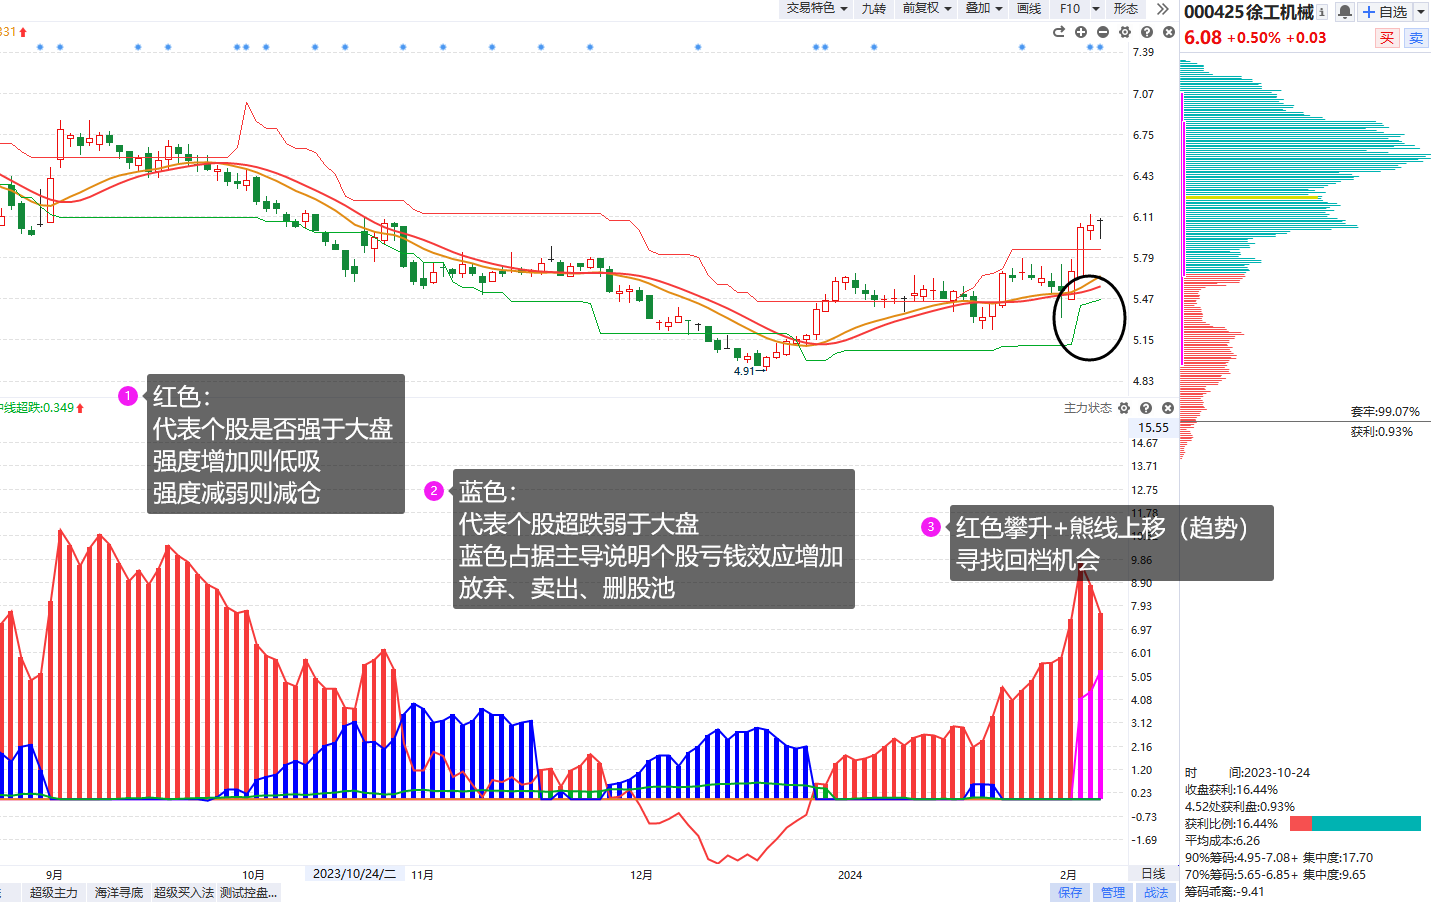 交易特色 九转 前复权 叠加 画线 F10 形态
000425徐工机械
自选
331
6.08 +0.50% +0.03
买 卖
7.39
7.07
6.75
6.43
6.11
5.79
5.47
5.15
4.83
4.91
中线超跌:0.349
主力状态
15.55
14.67
13.71
12.75
11.78
9.86
8.90
7.93
6.97
6.01
5.05
4.08
3.12
2.16
1.20
0.23
-0.73
-1.69
1
红色：
代表个股是否强于大盘
强度增加则低吸
强度减弱则减仓
2
蓝色：
代表个股超跌弱于大盘
蓝色占据主导说明个股亏钱效应增加
放弃、卖出、删股池
3
红色攀升+熊线上移（趋势）
寻找回档机会
套牢:99.07%
获利:0.93%
时 间:2023-10-24
收盘获利:16.44%
4.52处获利盘:0.93%
获利比例:16.44%
平均成本:6.26
90%筹码:4.95-7.08+ 集中度:17.70
70%筹码:5.65-6.85+ 集中度:9.65
筹码乖离:-9.41
9月 10月 2023/10/24/二 11月 12月 2024 2月 日线
超级主力 海洋寻底 超级买入法 测试控盘...
保存 管理 战法